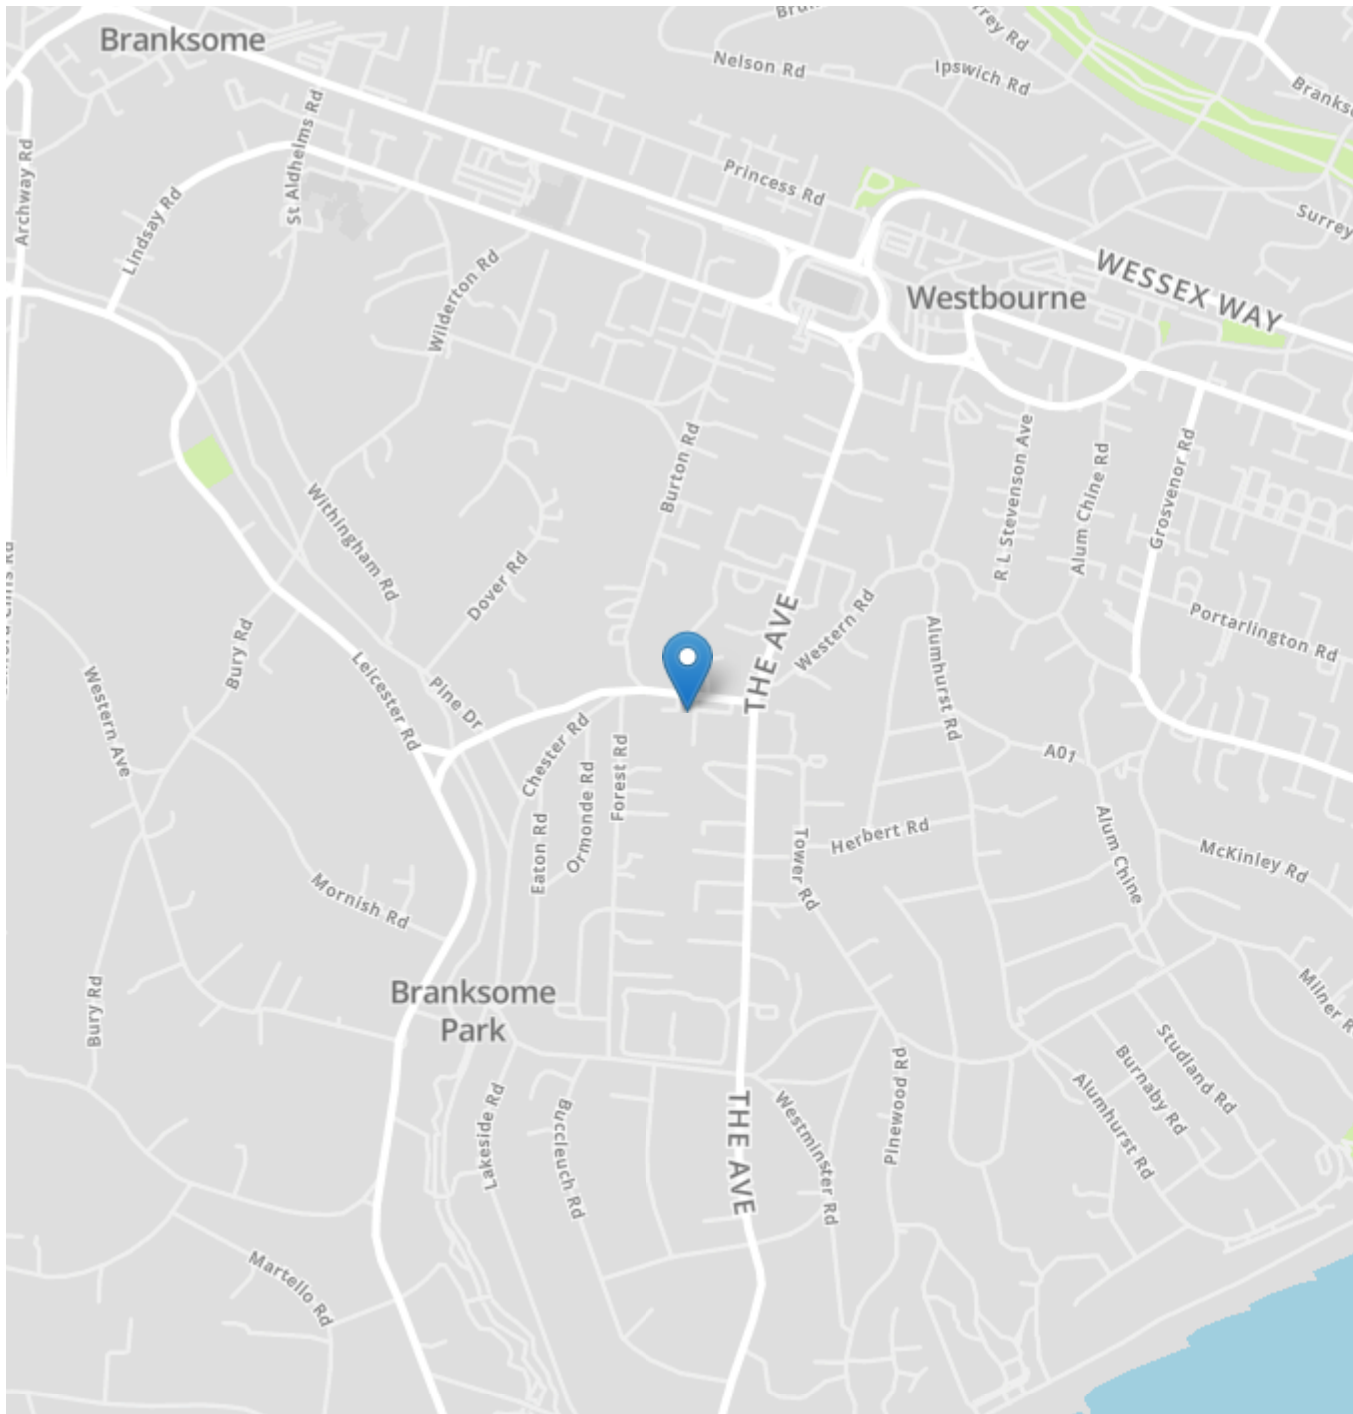 Branksome
Nelson Rd
Ipswich Rd
Archway Rd
St Aldhelms Rd
Lindsay Rd
Princess Rd
Surrey
Wilderton Rd
WESSEX WAY
Westbourne
Burton Rd
R L Stevenson Ave
Alum Chine Rd
Grosvenor Rd
Withingham Rd
Dover Rd
THE AVE
Western Rd
Portarlington Rd
Bury Rd
Western Ave
Leicester Rd
Pine Dr
Alumhurst Rd
Chester Rd
Forest Rd
Ormonde Rd
Eaton Rd
A01
Herbert Rd
Tower Rd
Alum Chine
McKinley Rd
Mornish Rd
Bury Rd
Branksome
Park
Milner R
Studland Rd
Burnaby Rd
Alumhurst Rd
Pinewood Rd
Lakeside Rd
Buccleuch Rd
THE AVE
Westminster Rd
Martello Rd